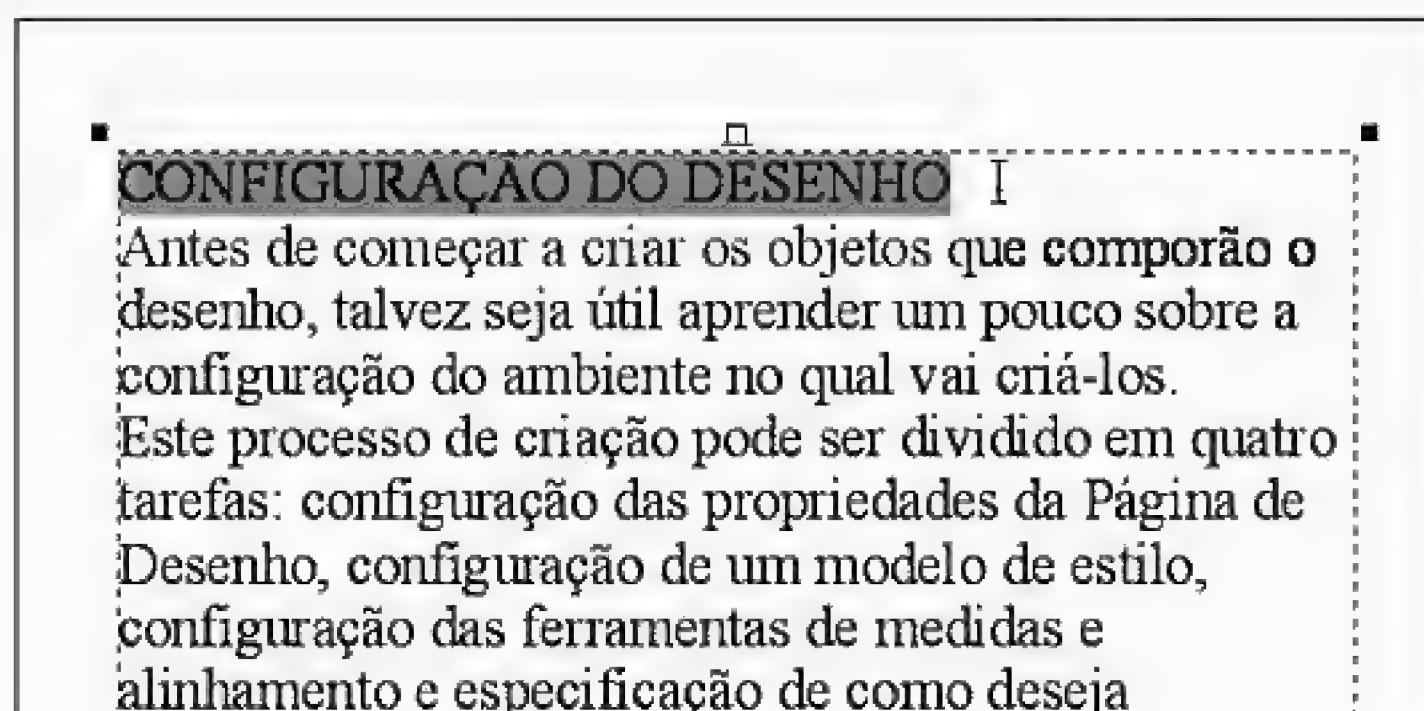 CONFIGURAÇÃO DO DESENHO
Antes de começar a criar os objetos que comporão o
desenho, talvez seja útil aprender um pouco sobre a
configuração do ambiente no qual vai criá-los.
Este processo de criação pode ser dividido em quatro
tarefas: configuração das propriedades da Página de
Desenho, configuração de um modelo de estilo,
configuração das ferramentas de medidas e
alinhamento e especificação de como deseja